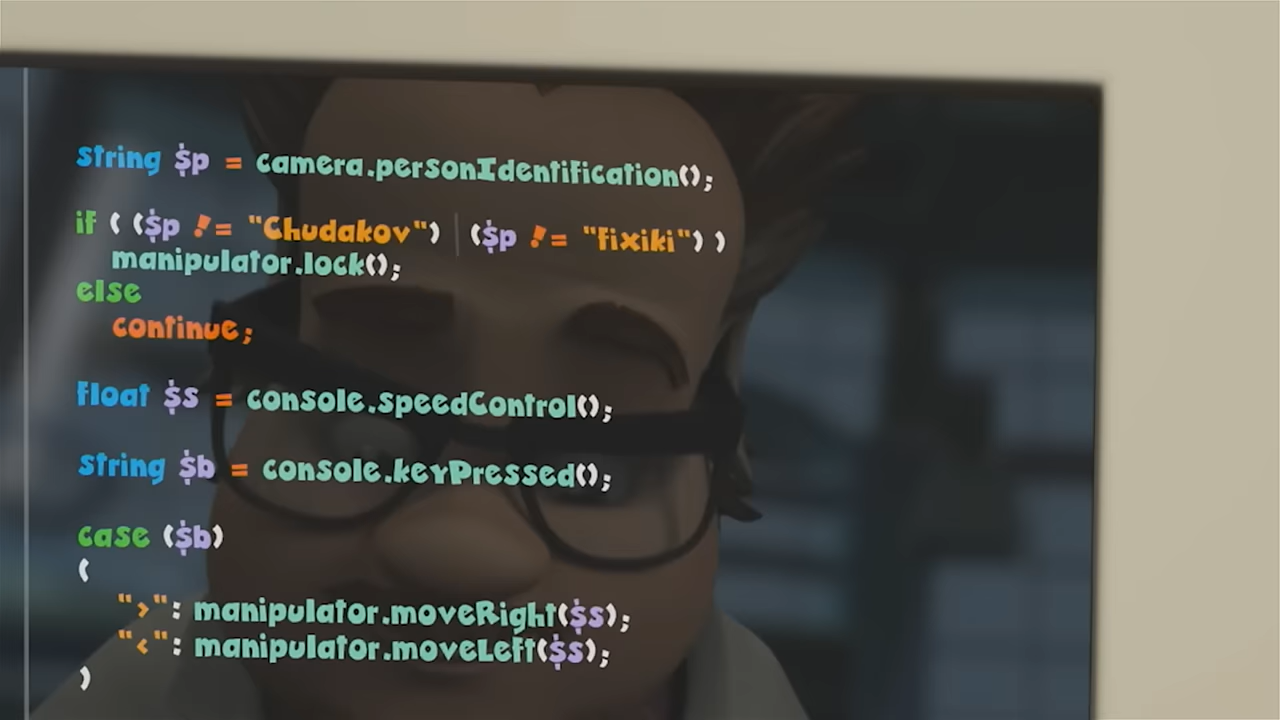 string $p = camera.personIdentification();
if ( ($p != "Chudakov") | ($p != "fixiki") )
manipulator.lock();
else
continue;
float $s = console.speedControl();
string $b = console.keyPressed();
case ($b)
(
">": manipulator.moveRight($s);
"<": manipulator.moveLeft($s);
)